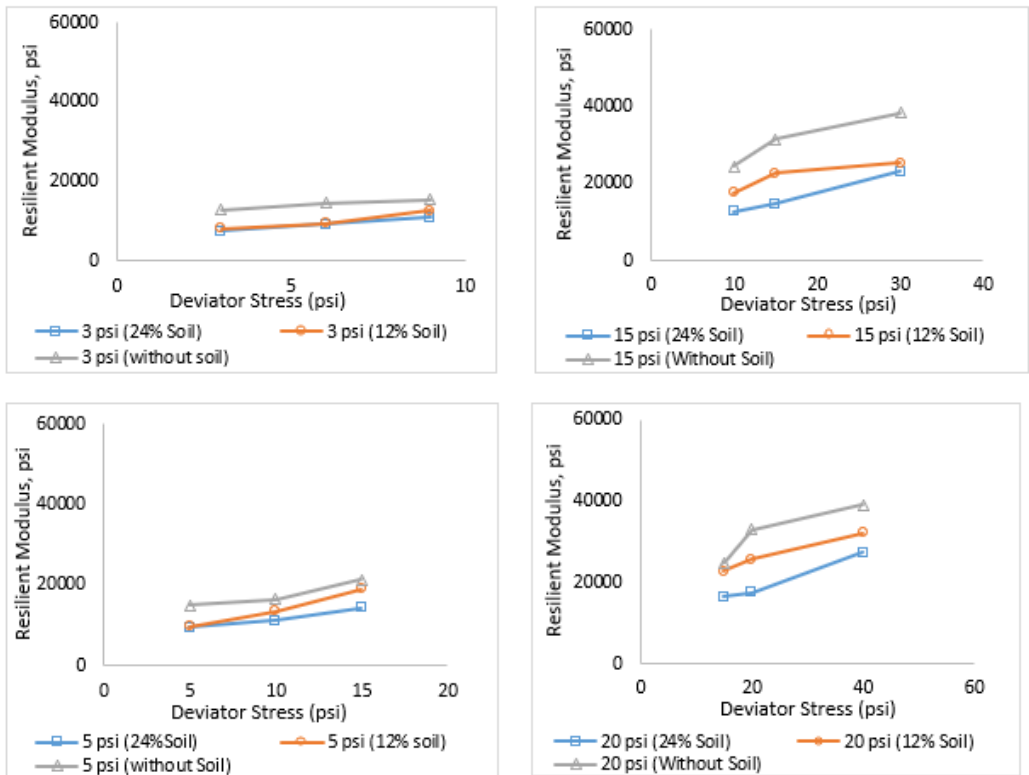 60000
40000
20000
0
Resilient Modulus, psi
0 5 10
Deviator Stress (psi)
3 psi (24% Soil) 3 psi (12% Soil)
3 psi (without soil)
60000
40000
20000
0
Resilient Modulus, psi
0 10 20 30 40
Deviator Stress (psi)
15 psi (24% Soil) 15 psi (12% Soil)
15 psi (Without Soil)
60000
40000
20000
0
Resilient Modulus, psi
0 5 10 15 20
Deviator Stress (psi)
5 psi (24%Soil) 5 psi (12% soil)
5 psi (without Soil)
60000
40000
20000
0
Resilient Modulus, psi
0 20 40 60
Deviator Stress (psi)
20 psi (24% Soil) 20 psi (12% Soil)
20 psi (Without Soil)